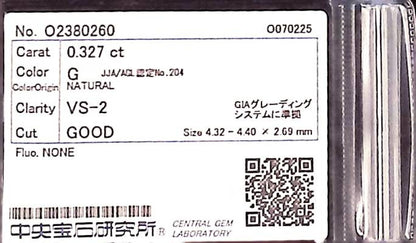 No. O2380260 O070225
Carat 0.327 ct
Color G JJA/AGL認定No.204
ColorOrigin NATURAL
Clarity VS-2 GIAグレーディング
システムに準拠
Cut GOOD Size 4.32 - 4.40 × 2.69 mm
Fluo. NONE
中央宝石研究所® CENTRAL GEM
LABORATORY